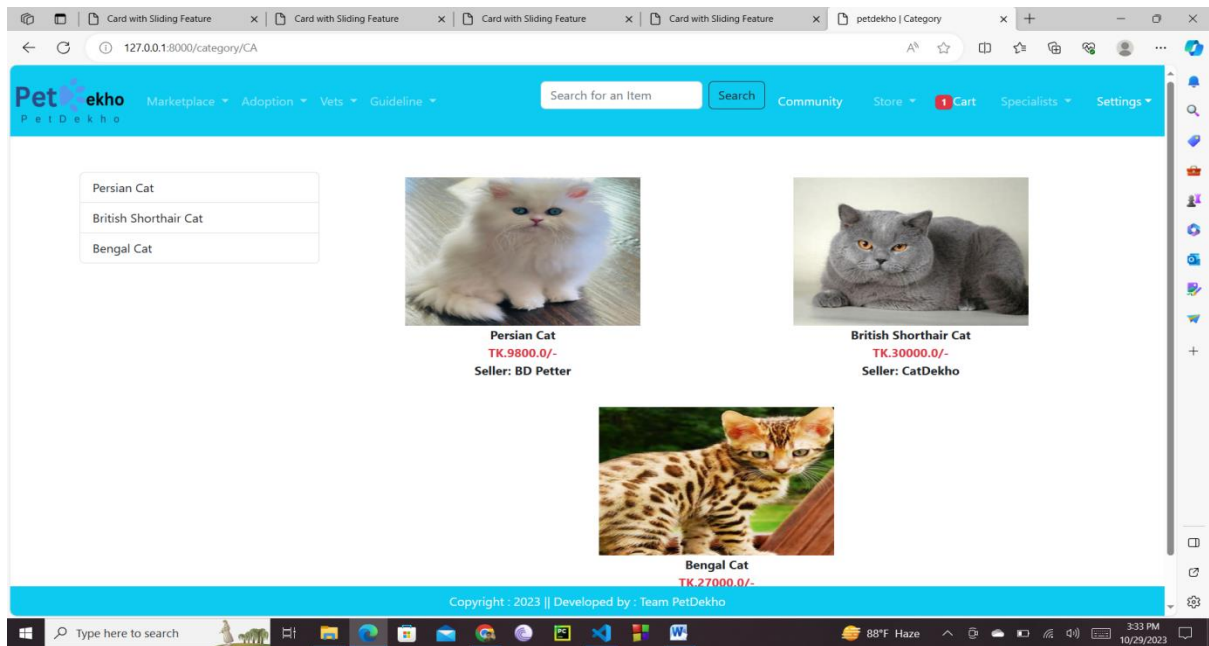 Card with Sliding Feature
Card with Sliding Feature
Card with Sliding Feature
Card with Sliding Feature
petdekho | Category
127.0.0.1:8000/category/CA
Pet ekho
PetDekho
Marketplace
Adoption
Vets
Guideline
Search for an Item
Search
Community
Store
1 Cart
Specialists
Settings
Persian Cat
British Shorthair Cat
Bengal Cat
Persian Cat
TK.9800.0/-
Seller: BD Petter
British Shorthair Cat
TK.30000.0/-
Seller: CatDekho
Bengal Cat
TK.27000.0/-
Copyright : 2023 || Developed by : Team PetDekho
Type here to search
88°F Haze
3:33 PM
10/29/2023